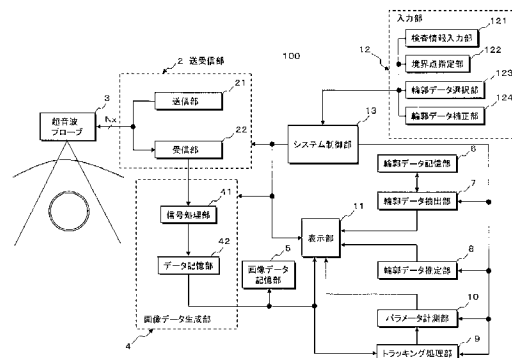 入力部
121
検査情報入力部
122
境界点指定部
123
輪郭データ選択部
124
輪郭データ補正部
12
100
2 送受信部
21
送信部
22
受信部
3
超音波
プローブ
Nx
13
システム制御部
6
輪郭データ記憶部
7
輪郭データ抽出部
41
信号処理部
42
データ記憶部
5
画像データ
記憶部
11
表示部
8
輪郭データ推定部
10
パラメータ計測部
9
トラッキング処理部
画像データ生成部
4